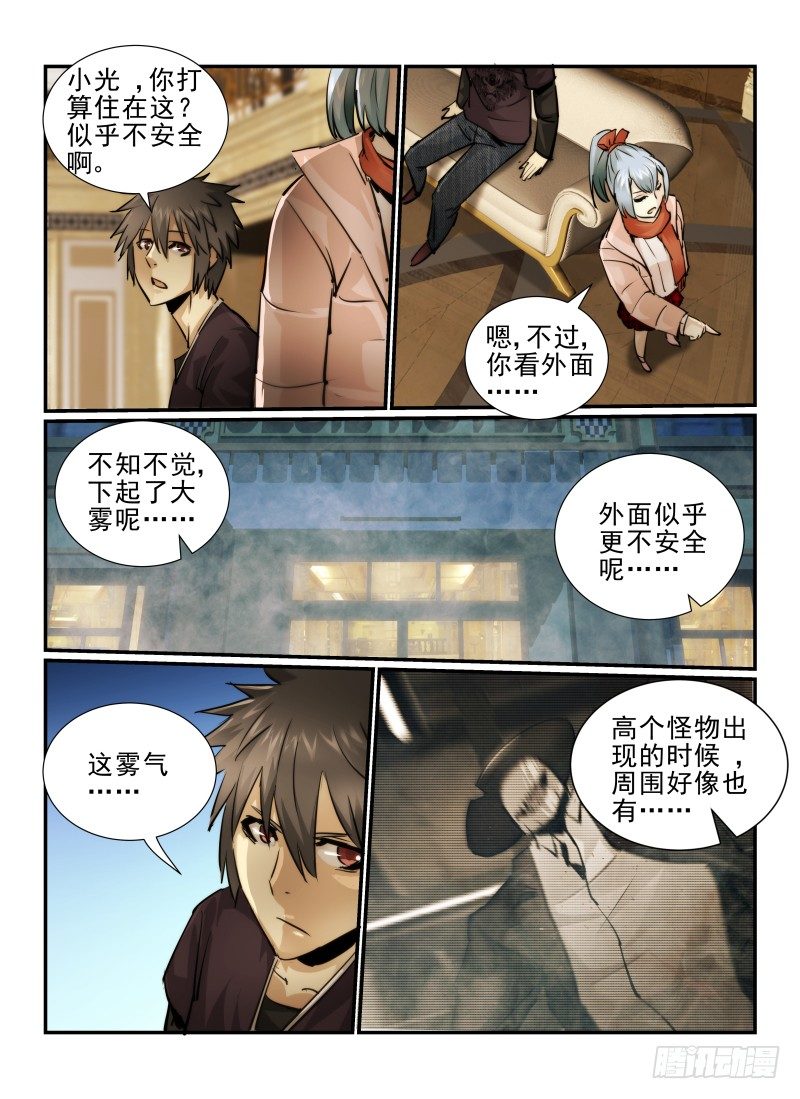 小光，你打
算住在这？
似乎不安全
啊。
嗯，不过，
你看外面
……
不知不觉，
下起了大
雾呢……
外面似乎
更不安全
呢……
这雾气
……
高个怪物出
现的时候，
周围好像也
有……
腾讯动漫